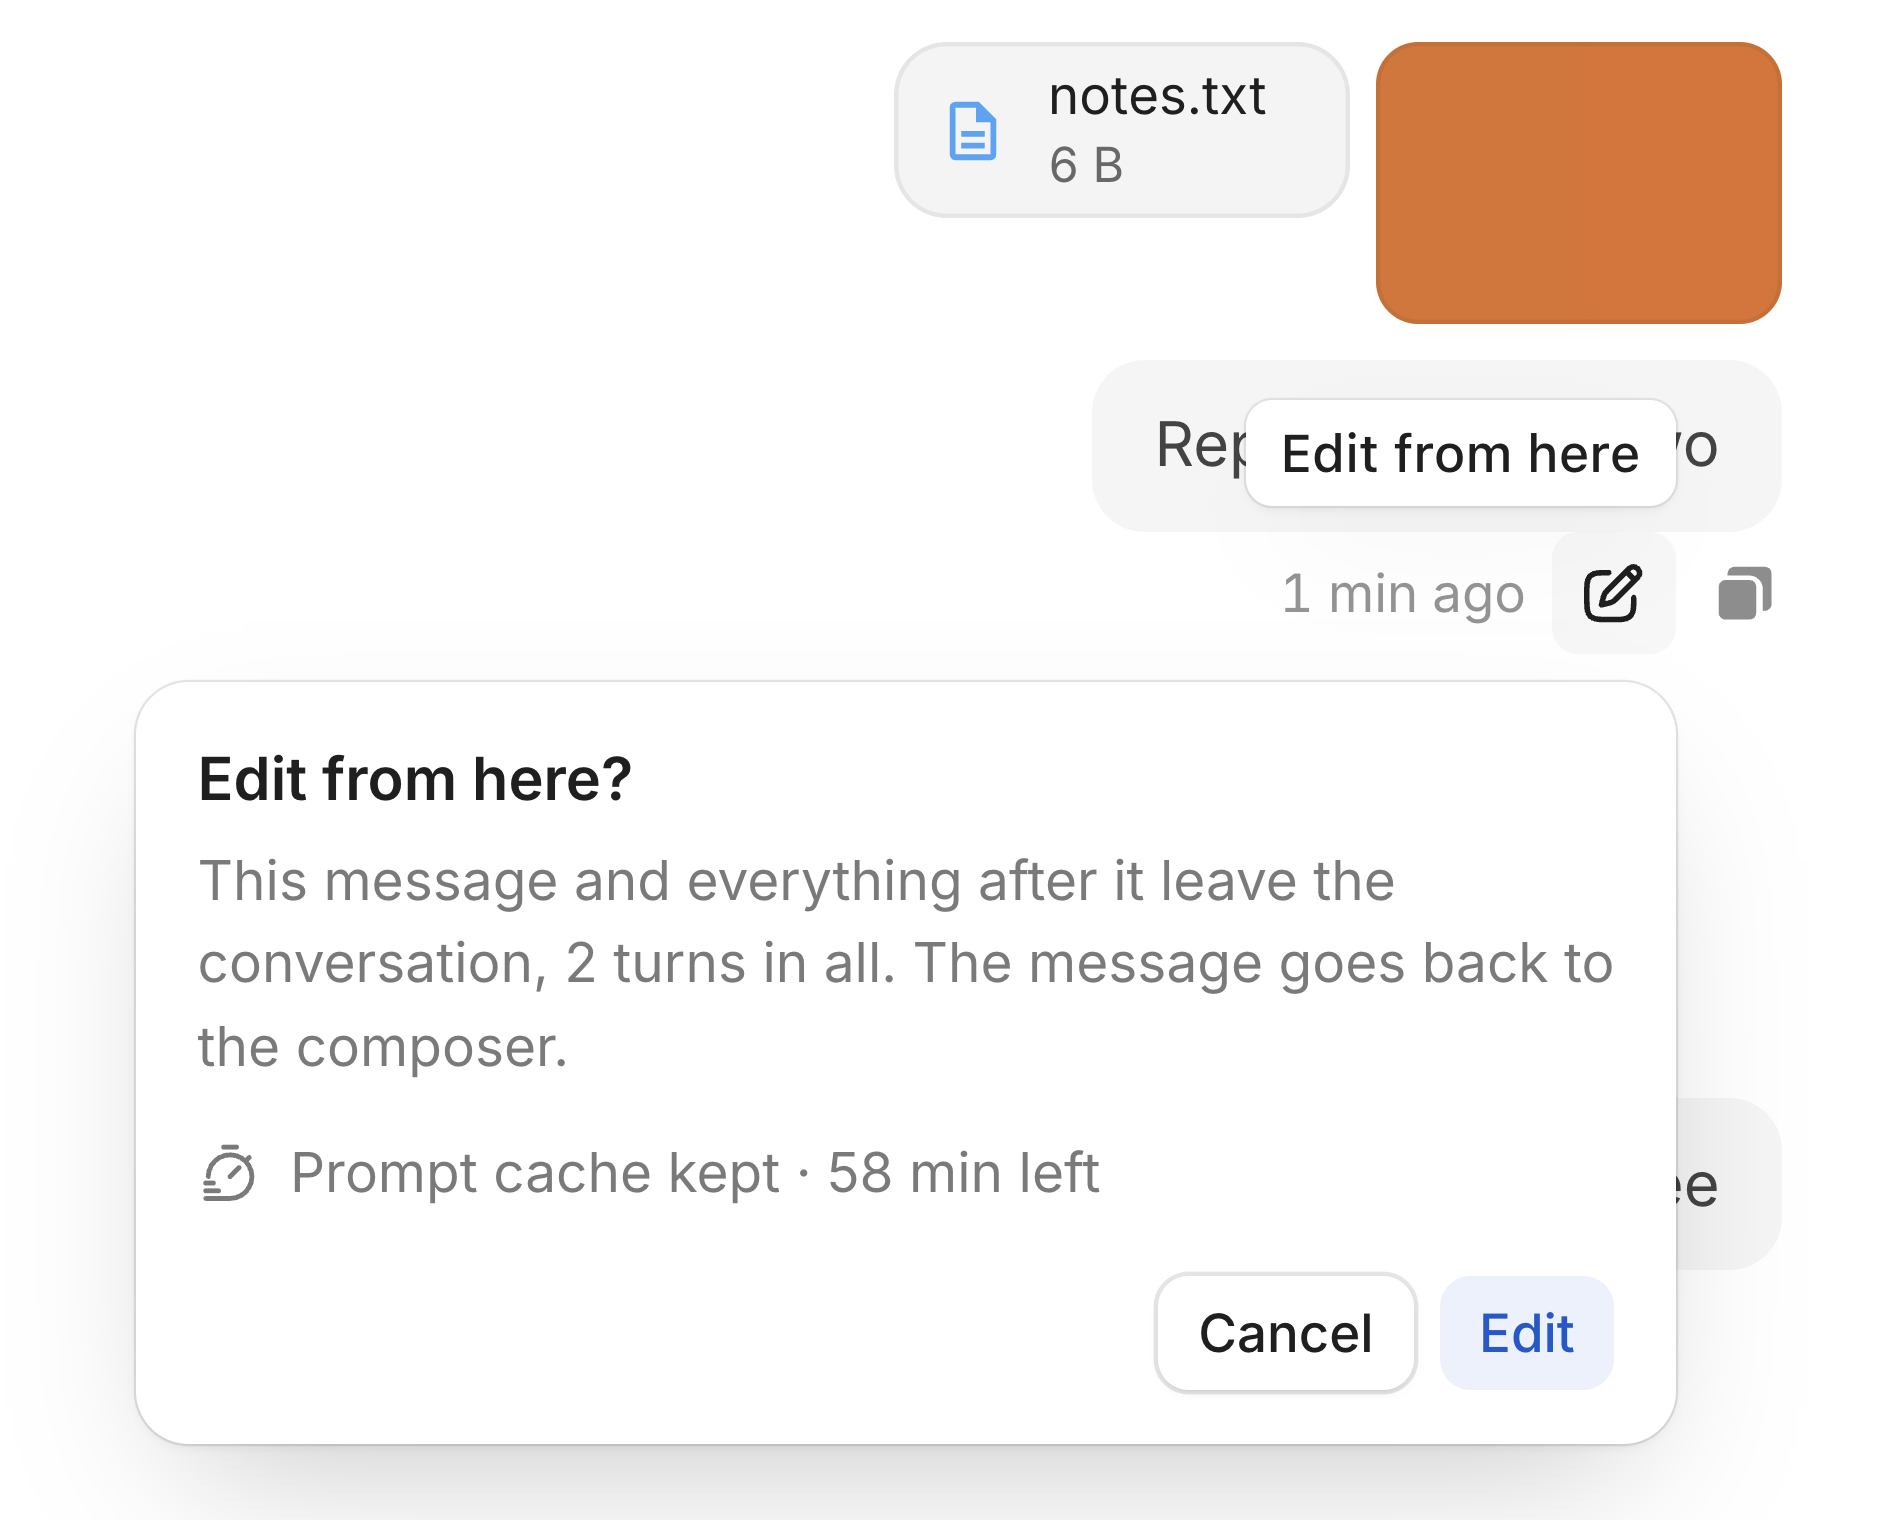 notes.txt
6 B
Edit from here
1 min ago
Edit from here?
This message and everything after it leave the
conversation, 2 turns in all. The message goes back to
the composer.
Prompt cache kept · 58 min left
Cancel
Edit